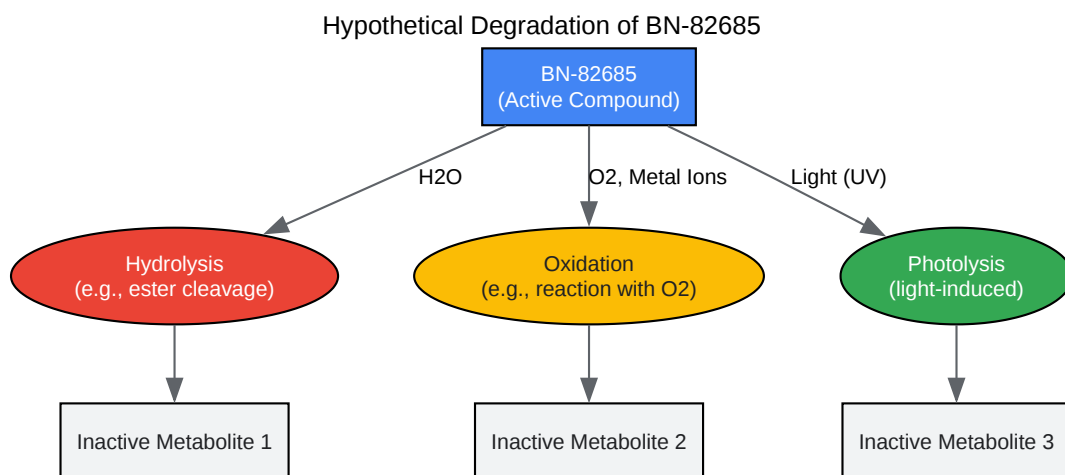 Hypothetical Degradation of BN-82685
BN-82685
(Active Compound)
H2O
O2, Metal Ions
Light (UV)
Hydrolysis
(e.g., ester cleavage)
Oxidation
(e.g., reaction with O2)
Photolysis
(light-induced)
Inactive Metabolite 1
Inactive Metabolite 2
Inactive Metabolite 3